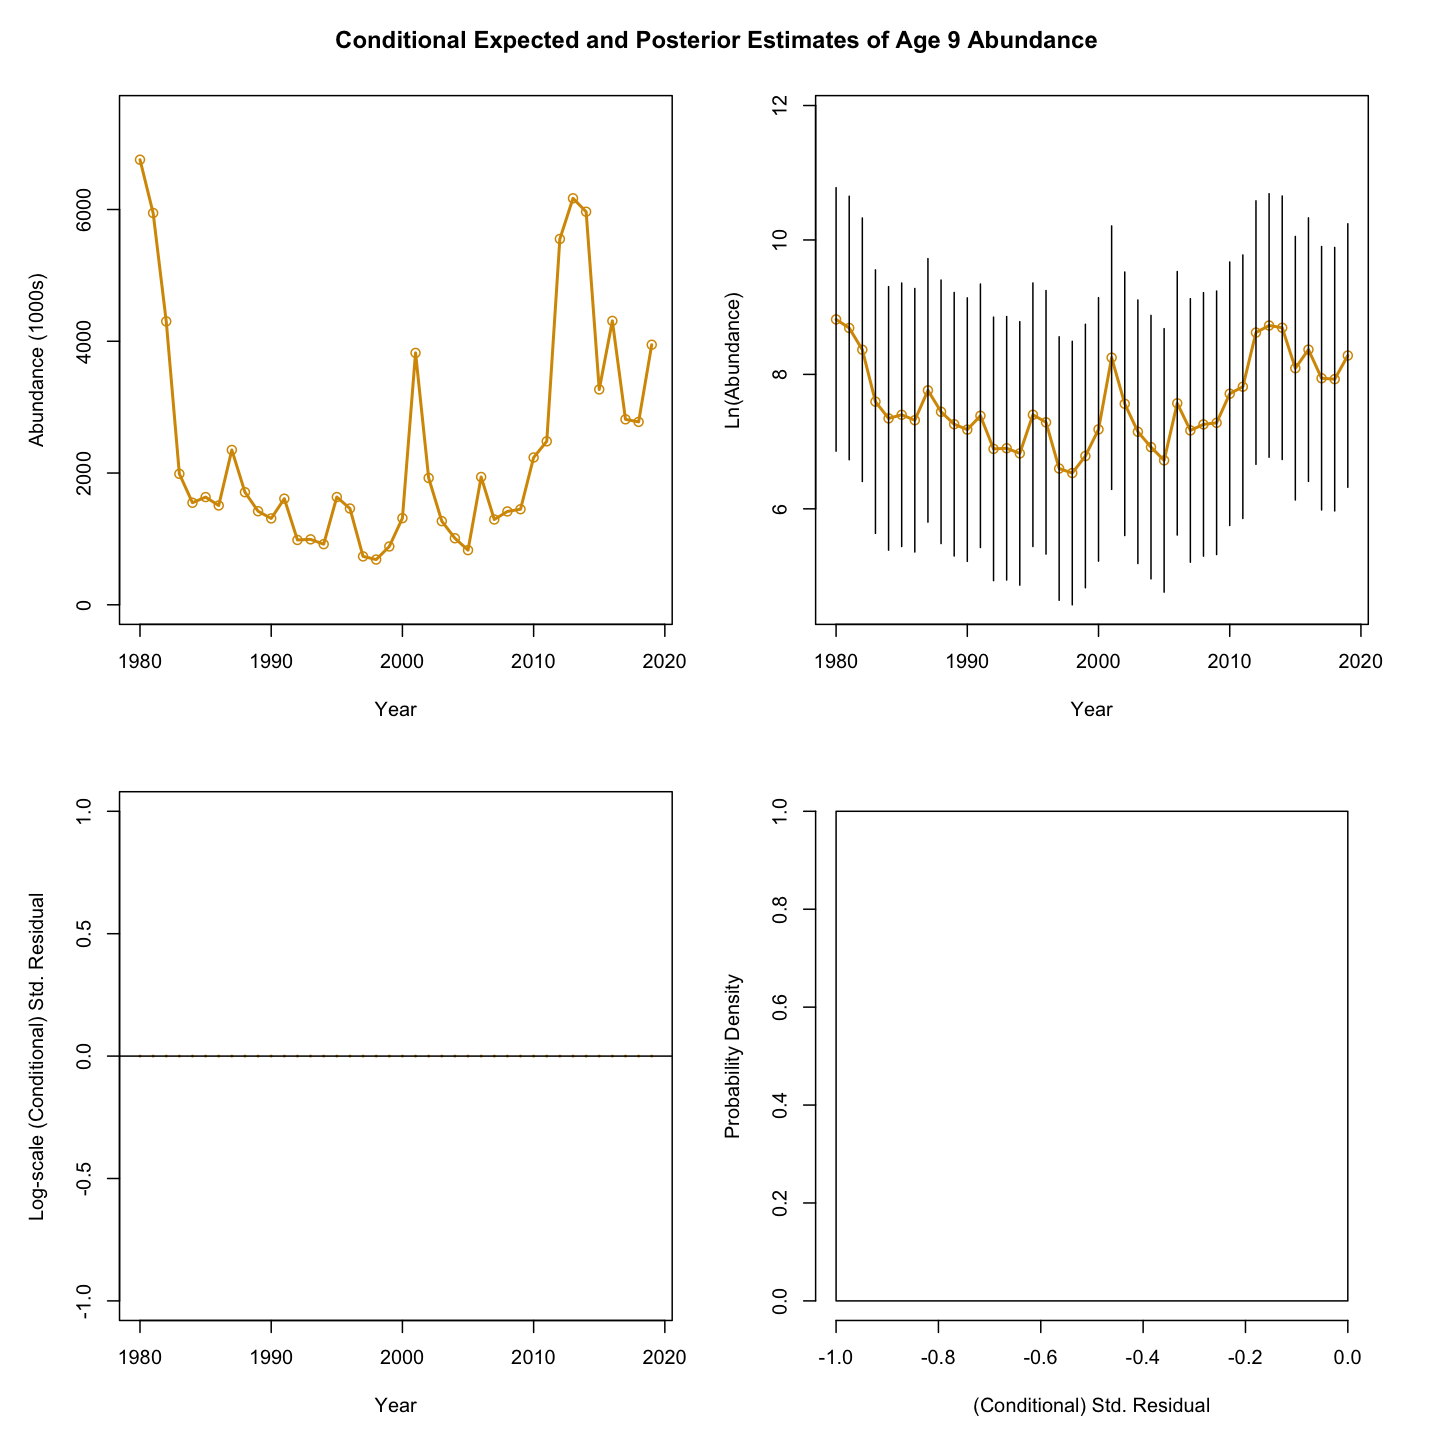 Conditional Expected and Posterior Estimates of Age 9 Abundance
Abundance (1000s)
6000
4000
2000
0
1980 1990 2000 2010 2020
Year
Ln(Abundance)
12
10
8
6
1980 1990 2000 2010 2020
Year
Log-scale (Conditional) Std. Residual
1.0
0.5
0.0
-0.5
-1.0
1980 1990 2000 2010 2020
Year
Probability Density
1.0
0.8
0.6
0.4
0.2
0.0
-1.0 -0.8 -0.6 -0.4 -0.2 0.0
(Conditional) Std. Residual